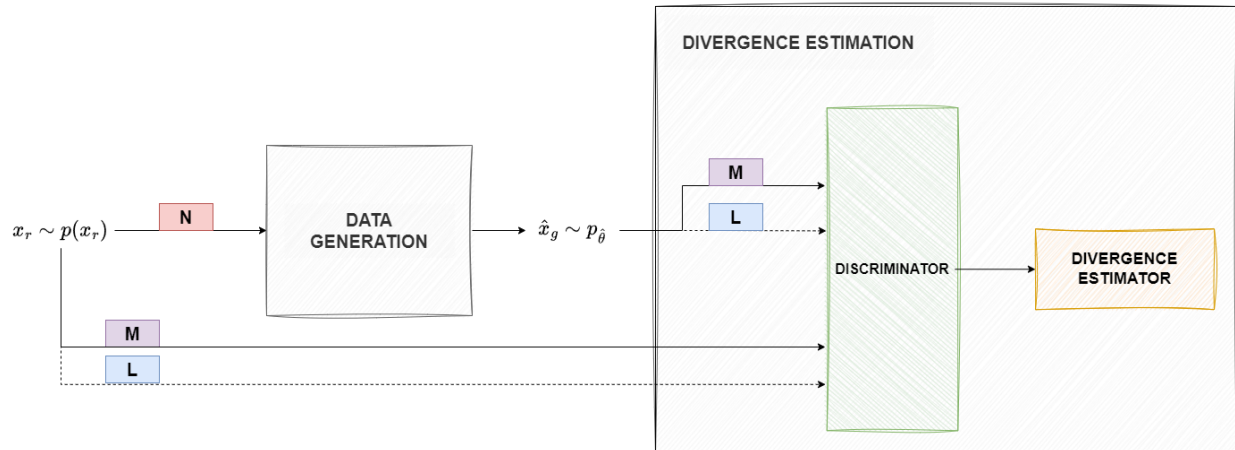 DIVERGENCE ESTIMATION
M
N
L
x_r ∼ p(x_r)
DATA
GENERATION
x̂_g ∼ p_θ̂
DISCRIMINATOR
DIVERGENCE
ESTIMATOR
M
L